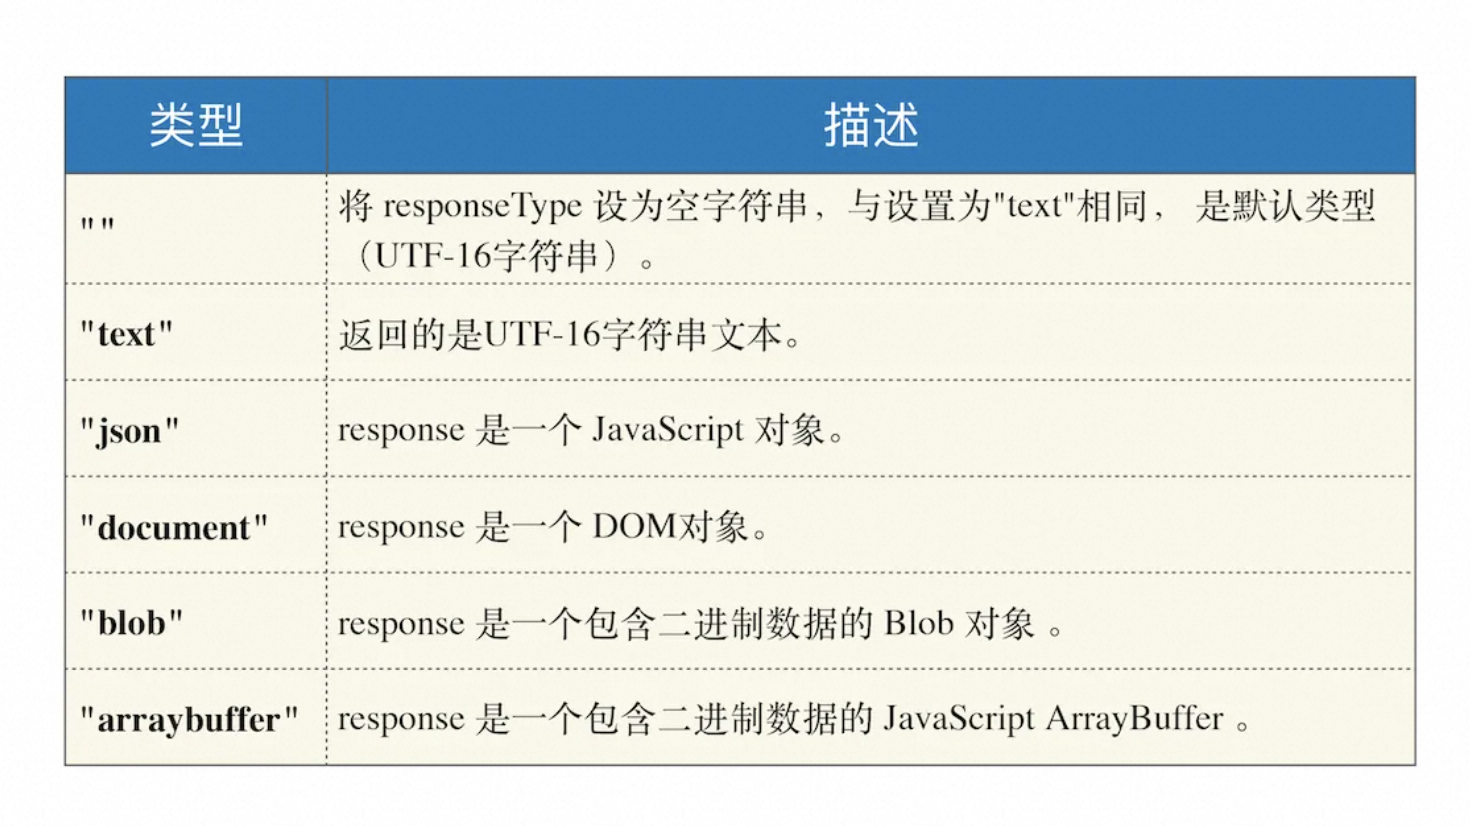 类型 描述
"" 将 responseType 设为空字符串，与设置为"text"相同， 是默认类型
（UTF-16字符串）。
"text" 返回的是UTF-16字符串文本。
"json" response 是一个 JavaScript 对象。
"document" response 是一个 DOM对象。
"blob" response 是一个包含二进制数据的 Blob 对象 。
"arraybuffer" response 是一个包含二进制数据的 JavaScript ArrayBuffer 。